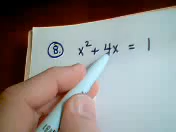 8. x² + 4x = 1